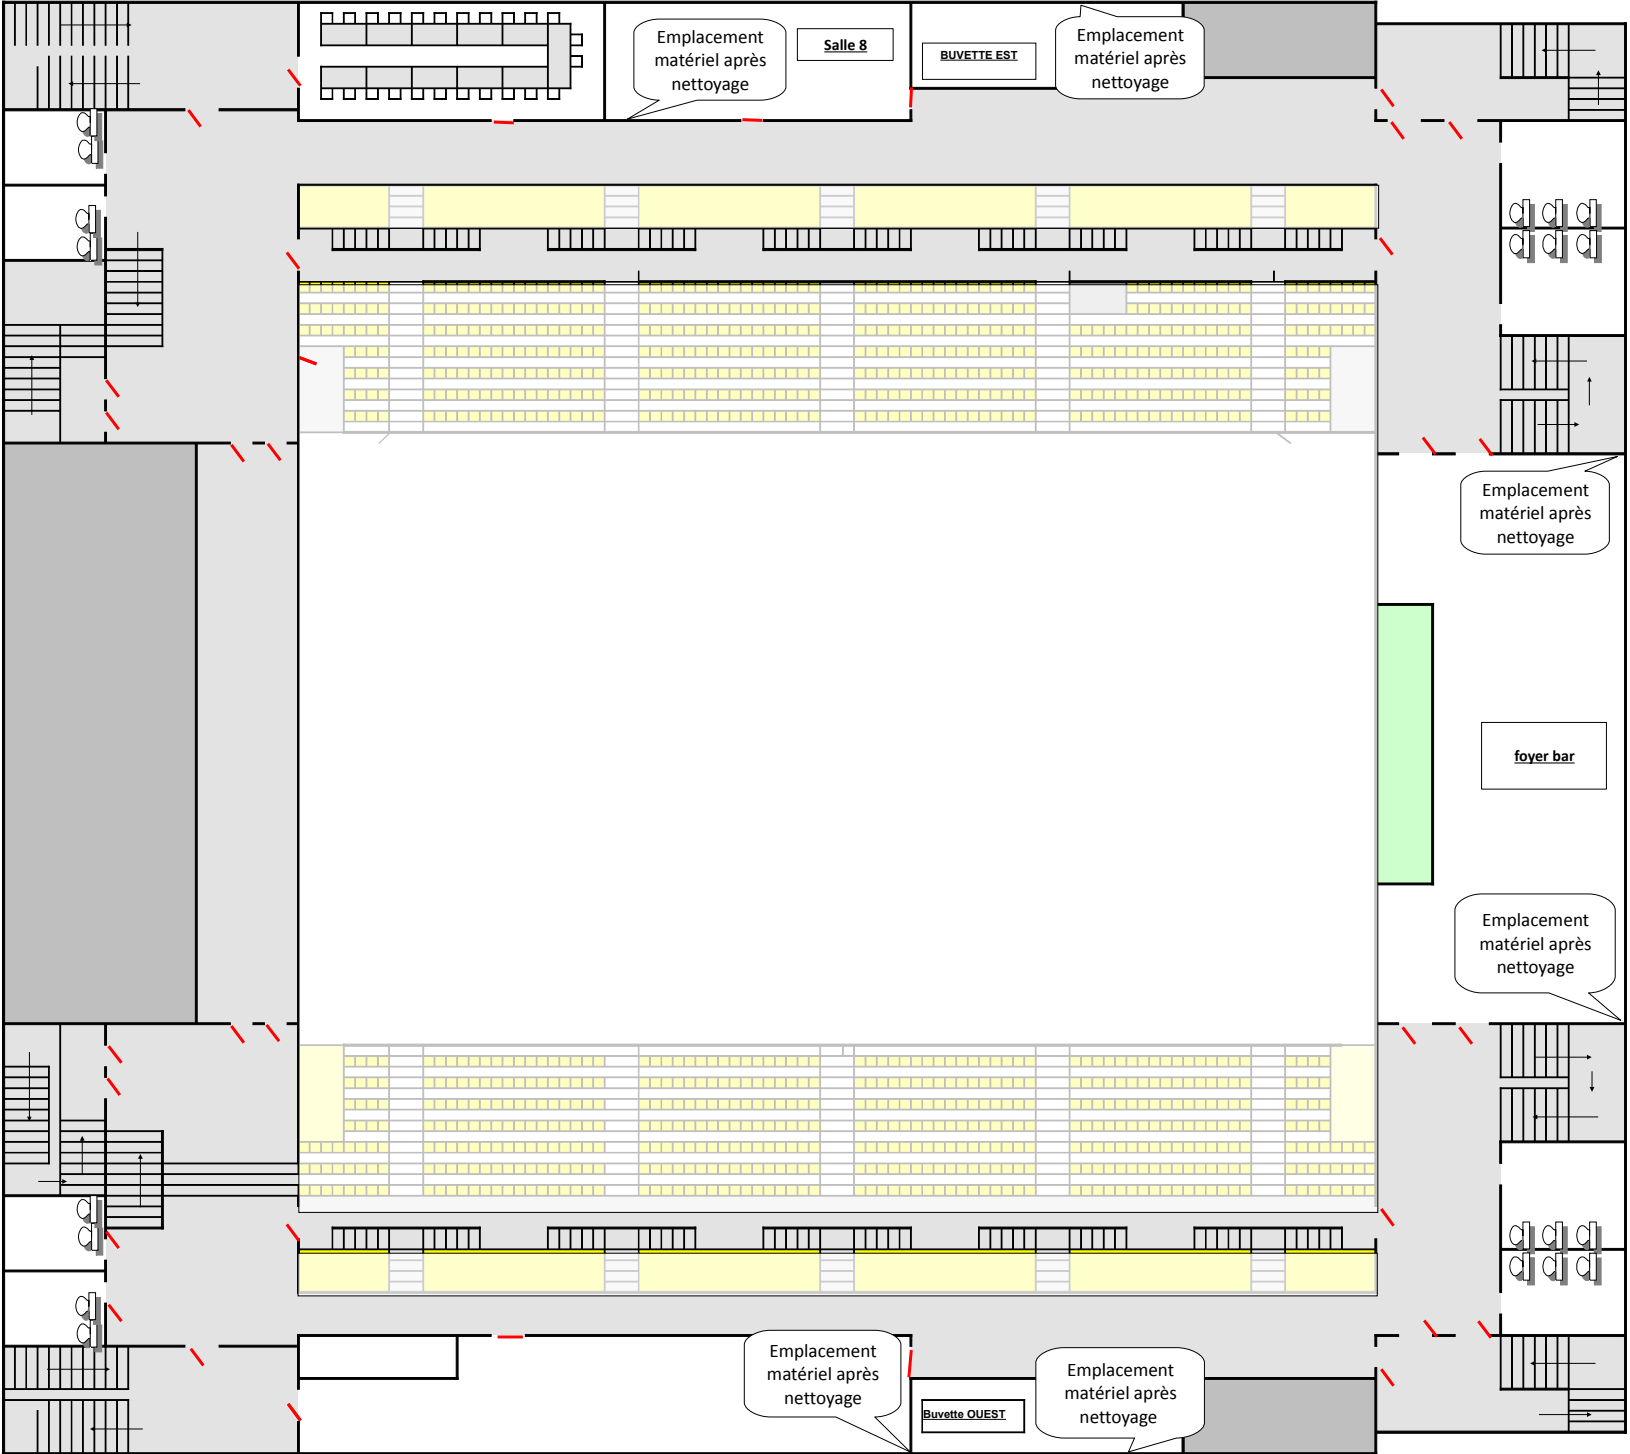 Emplacement
matériel après
nettoyage
Salle 8
BUVETTE EST
Emplacement
matériel après
nettoyage
Emplacement
matériel après
nettoyage
foyer bar
Emplacement
matériel après
nettoyage
Emplacement
matériel après
nettoyage
Buvette OUEST
Emplacement
matériel après
nettoyage